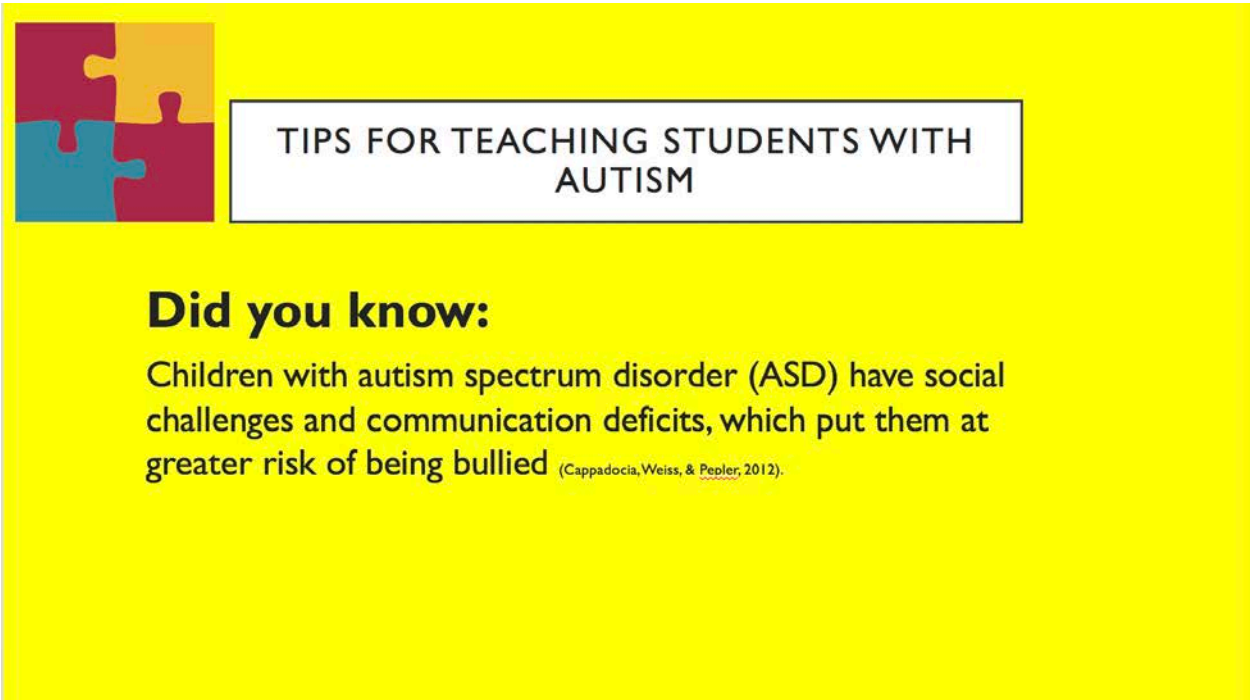 TIPS FOR TEACHING STUDENTS WITH
AUTISM
Did you know:
Children with autism spectrum disorder (ASD) have social
challenges and communication deficits, which put them at
greater risk of being bullied (Cappadocia, Weiss, & Pepler, 2012).